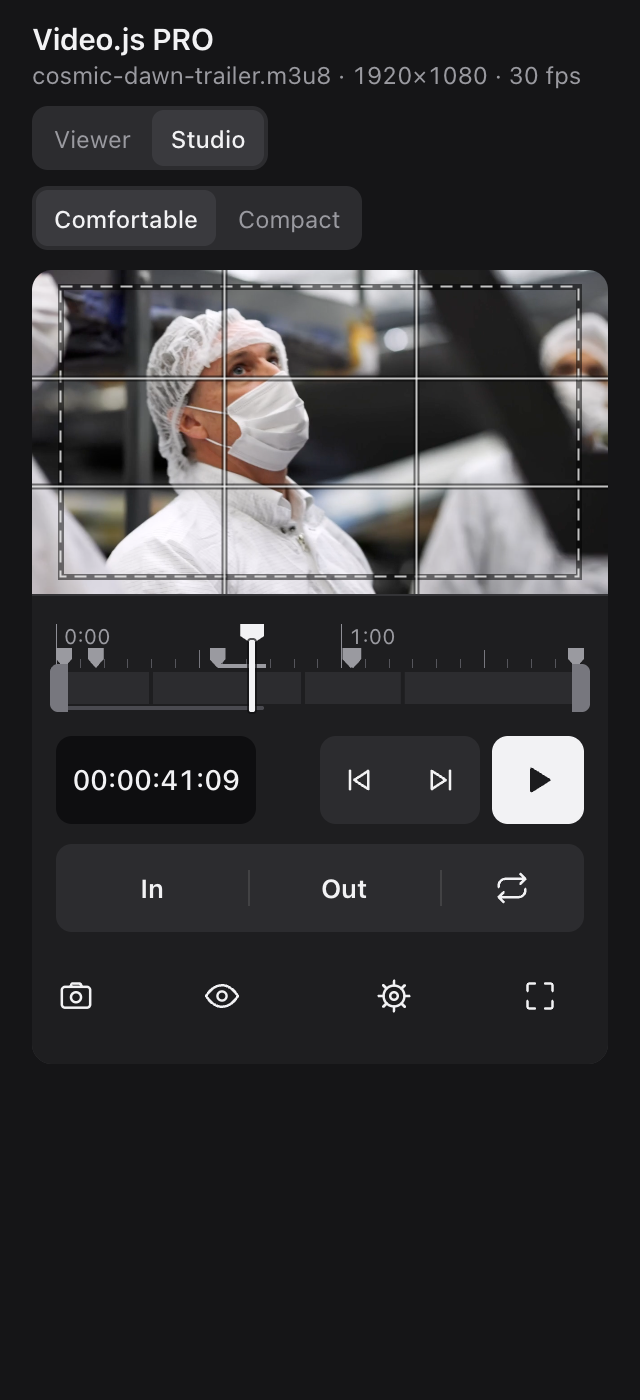 Video.js PRO
cosmic-dawn-trailer.m3u8 · 1920×1080 · 30 fps
Viewer Studio
Comfortable Compact
0:00 1:00
00:00:41:09
In Out